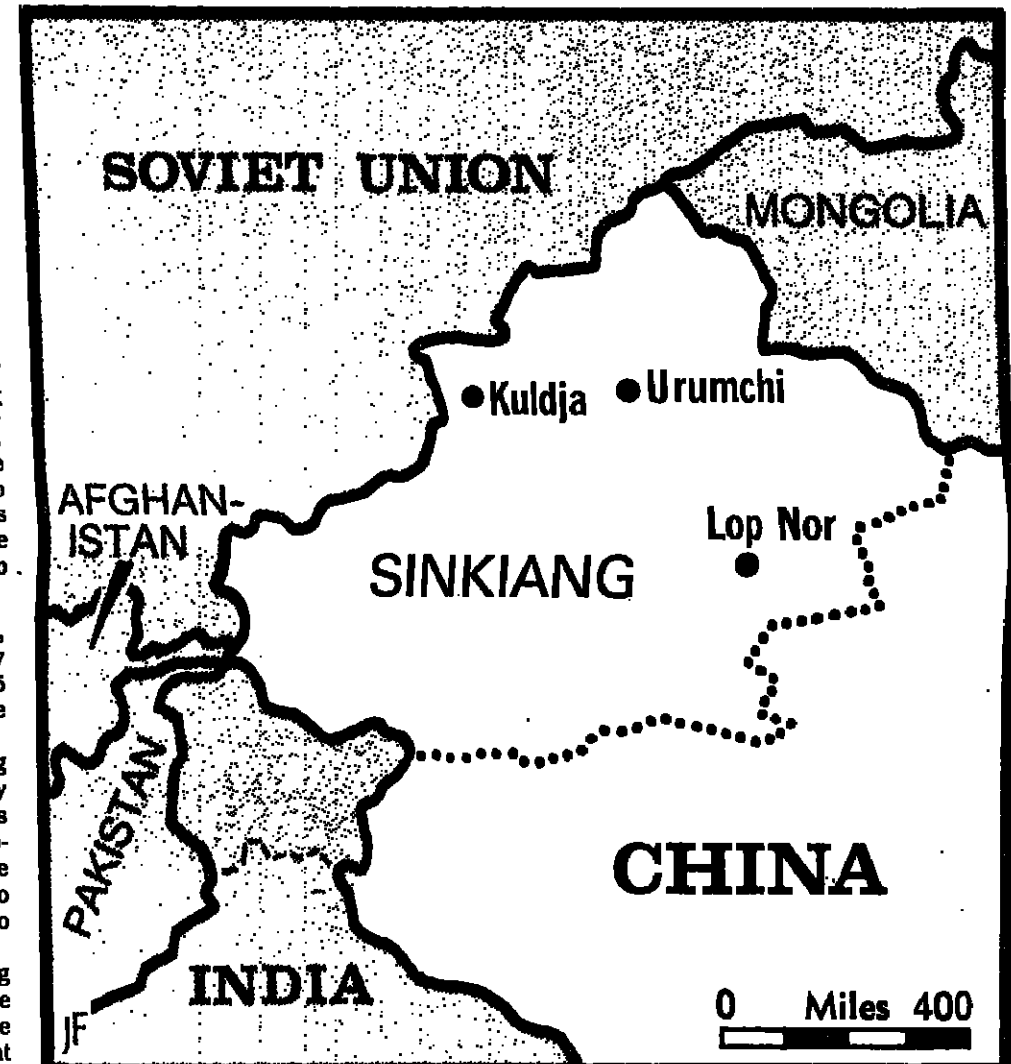 SOVIET UNION
MONGOLIA
Kuldja
Urumchi
AFGHAN-
ISTAN
Lop Nor
SINKIANG
PAKISTAN
CHINA
INDIA
0 Miles 400
JF